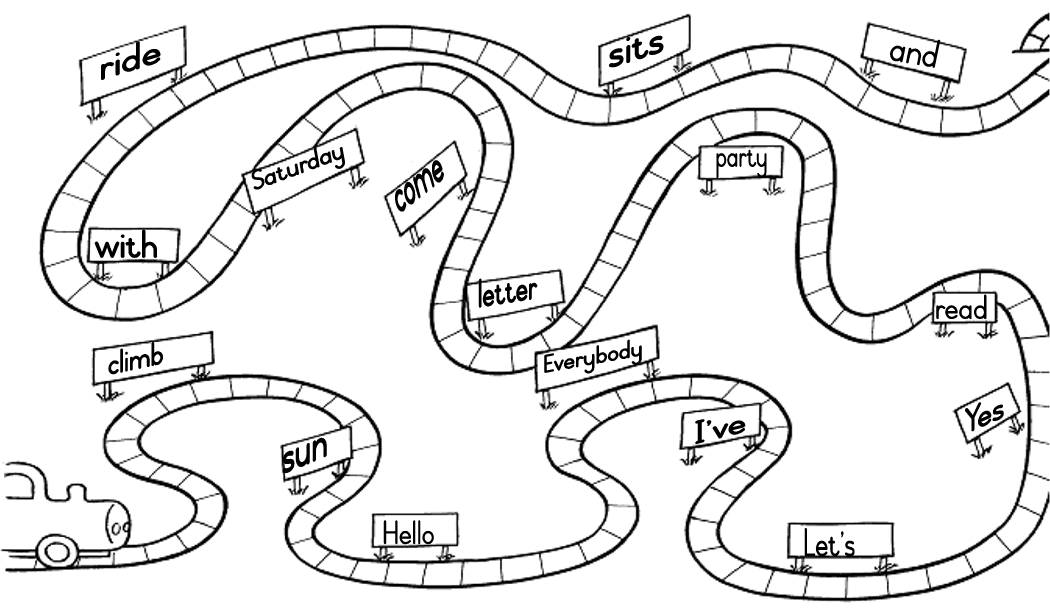 ride
sits
and
Saturday
come
party
with
letter
read
climb
Everybody
Yes
sun
I've
Hello
Let's